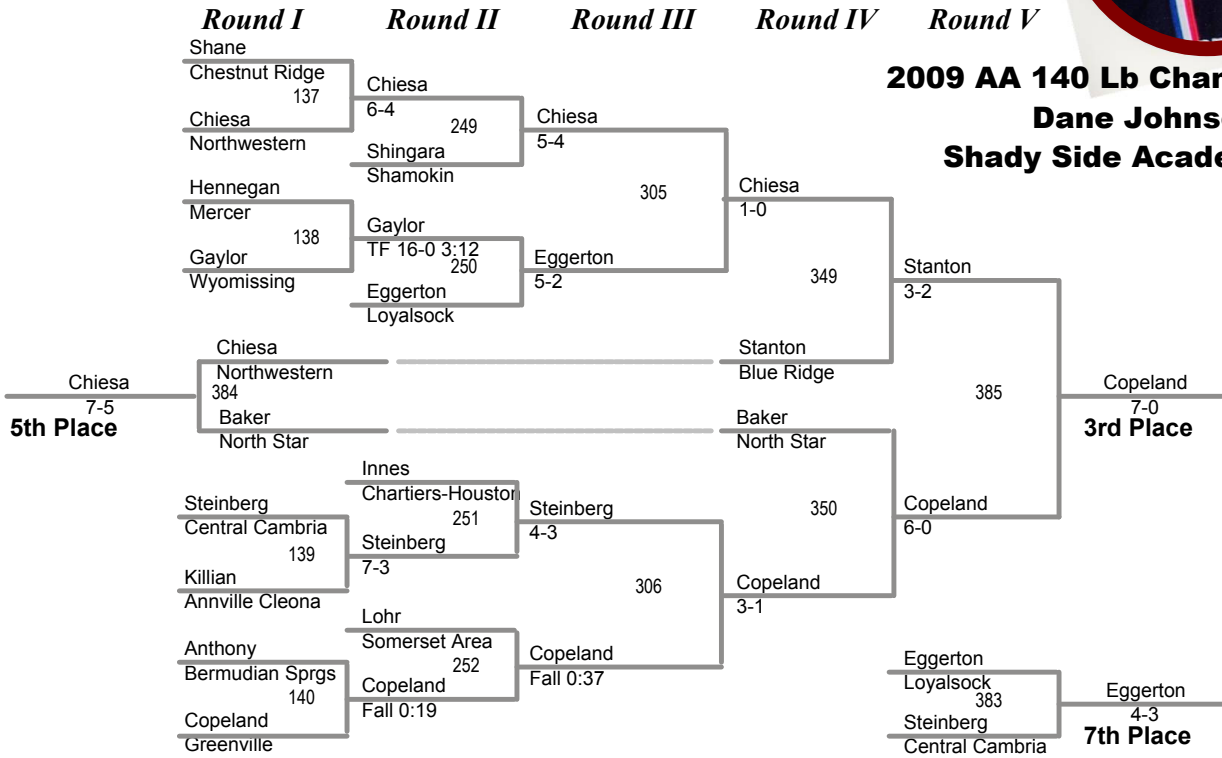 Round I Round II Round III Round IV Round V
2009 AA 140 Lb
Dane
Shady Side
Shane
Chestnut Ridge
137
Chiesa
Northwestern
Chiesa
6-4
249
Shingara
Shamokin
Chiesa
5-4
Hennegan
Mercer
138
Gaylor
Wyomissing
Gaylor
TF 16-0 3:12
250
Eggerton
Loyalsock
Eggerton
5-2
305
Chiesa
1-0
349
Stanton
Blue Ridge
Stanton
3-2
Chiesa
Northwestern
384
Baker
North Star
Chiesa
7-5
5th Place
Baker
North Star
385
Copeland
7-0
3rd Place
Innes
Chartiers-Houston
251
Steinberg
Central Cambria
139
Killian
Annville Cleona
Steinberg
7-3
Steinberg
4-3
350
Copeland
6-0
306
Copeland
3-1
Lohr
Somerset Area
252
Anthony
Bermudian Sprgs
140
Copeland
Greenville
Copeland
Fall 0:19
Copeland
Fall 0:37
Eggerton
Loyalsock
383
Steinberg
Central Cambria
Eggerton
4-3
7th Place